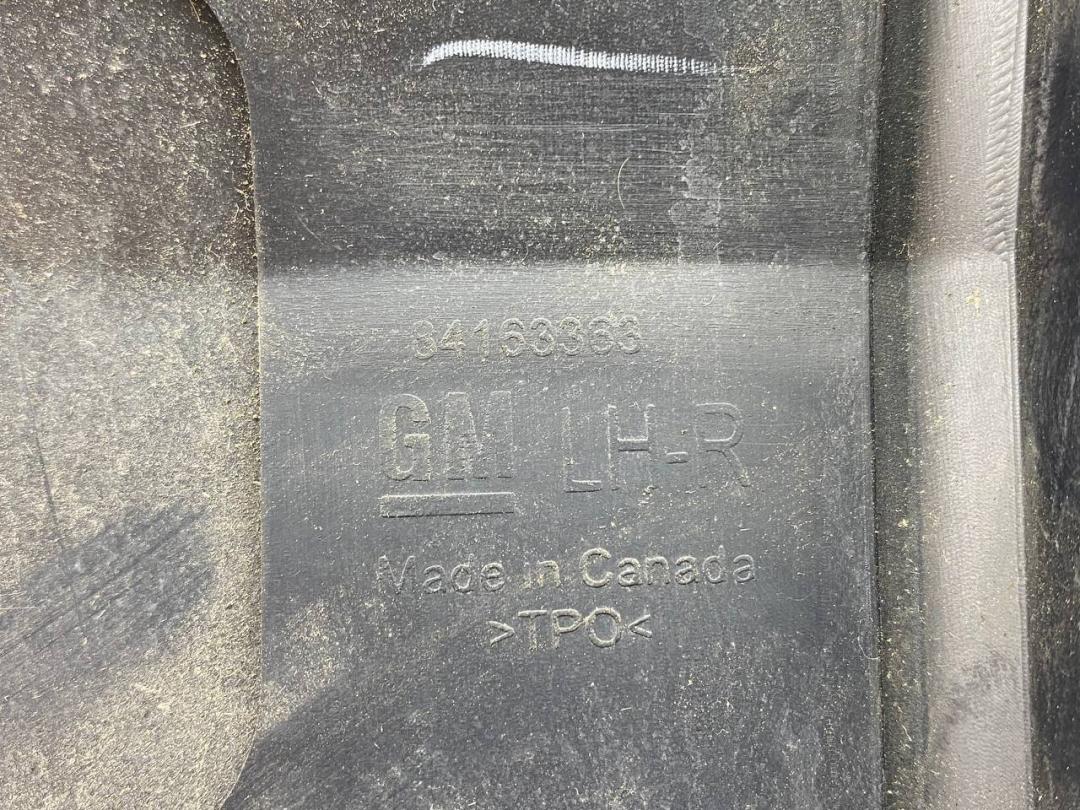 84163363
GM LH-R
Made in Canada
>TPO<